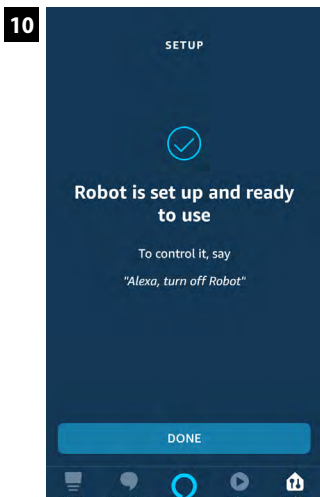 10
SETUP
Robot is set up and ready
to use
To control it, say
"Alexa, turn off Robot"
DONE